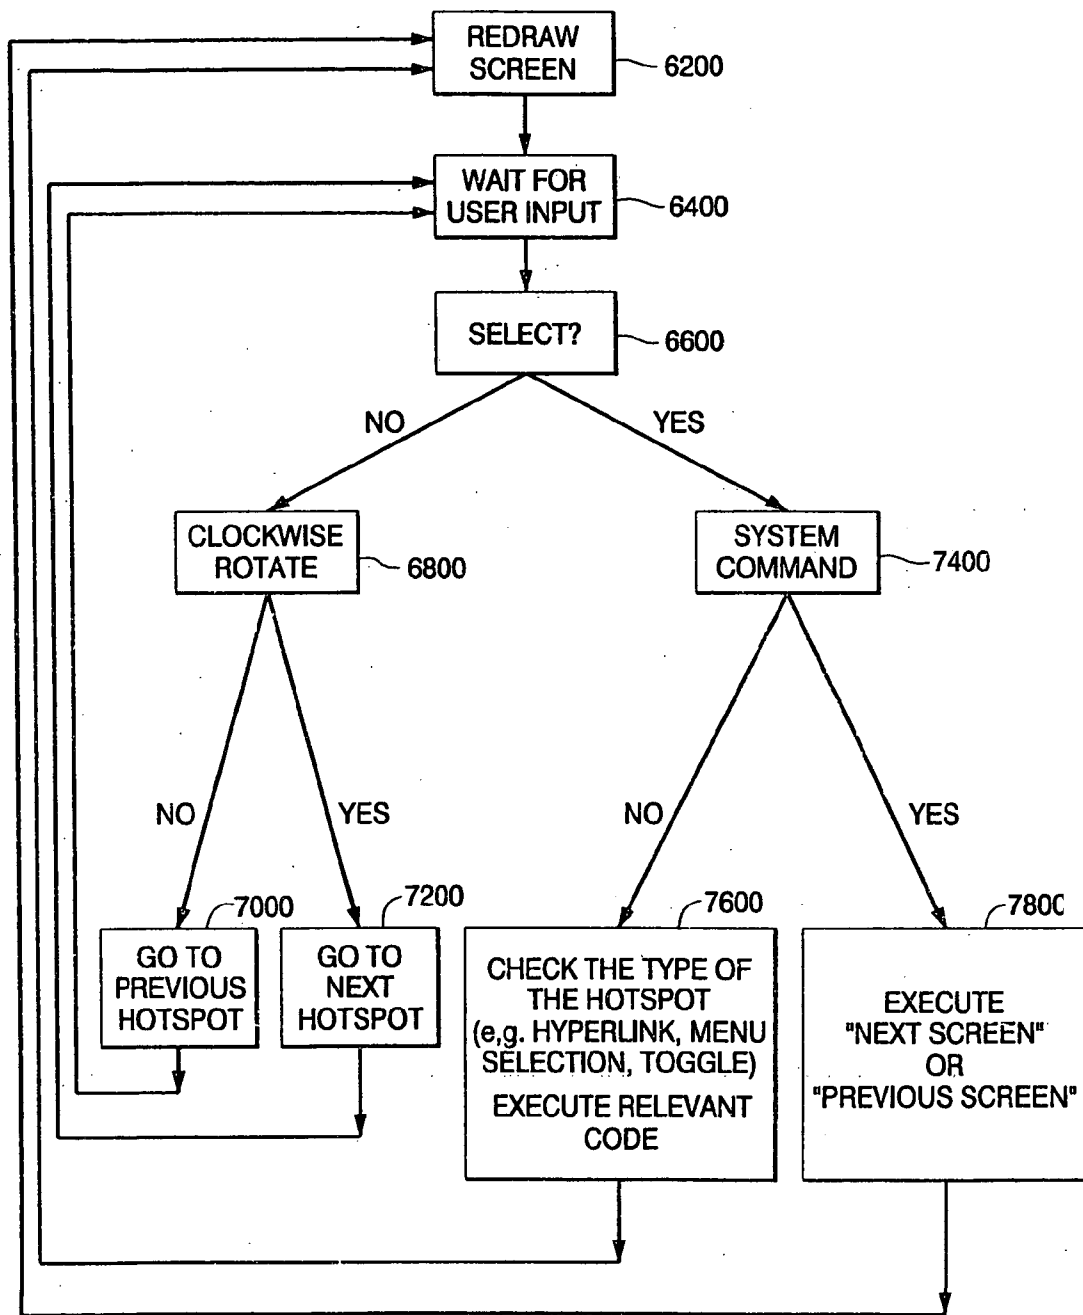 REDRAW
SCREEN
6200
WAIT FOR
USER INPUT
6400
SELECT?
6600
NO
YES
CLOCKWISE
ROTATE
6800
SYSTEM
COMMAND
7400
NO
YES
NO
YES
7000
GO TO
PREVIOUS
HOTSPOT
7200
GO TO
NEXT
HOTSPOT
7600
CHECK THE TYPE OF
THE HOTSPOT
(e,g. HYPERLINK, MENU
SELECTION, TOGGLE)
EXECUTE RELEVANT
CODE
7800
EXECUTE
"NEXT SCREEN"
OR
"PREVIOUS SCREEN"